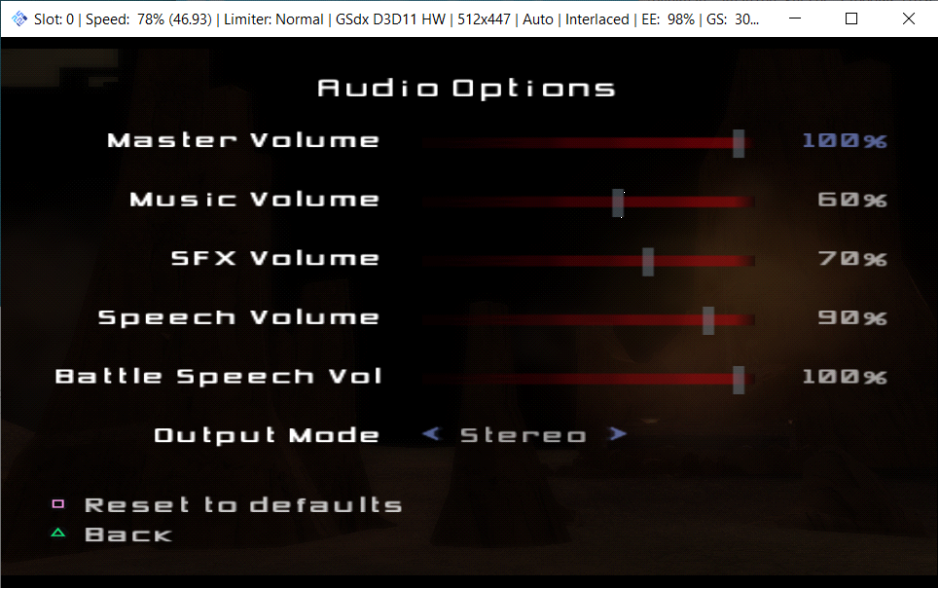 Slot: 0 | Speed: 78% (46.93) | Limiter: Normal | GSdx D3D11 HW | 512x447 | Auto | Interlaced | EE: 98% | GS: 30...
Audio Options
Master Volume 100%
Music Volume 60%
SFX Volume 70%
Speech Volume 90%
Battle Speech Vol 100%
Output Mode < Stereo >
Reset to defaults
Back